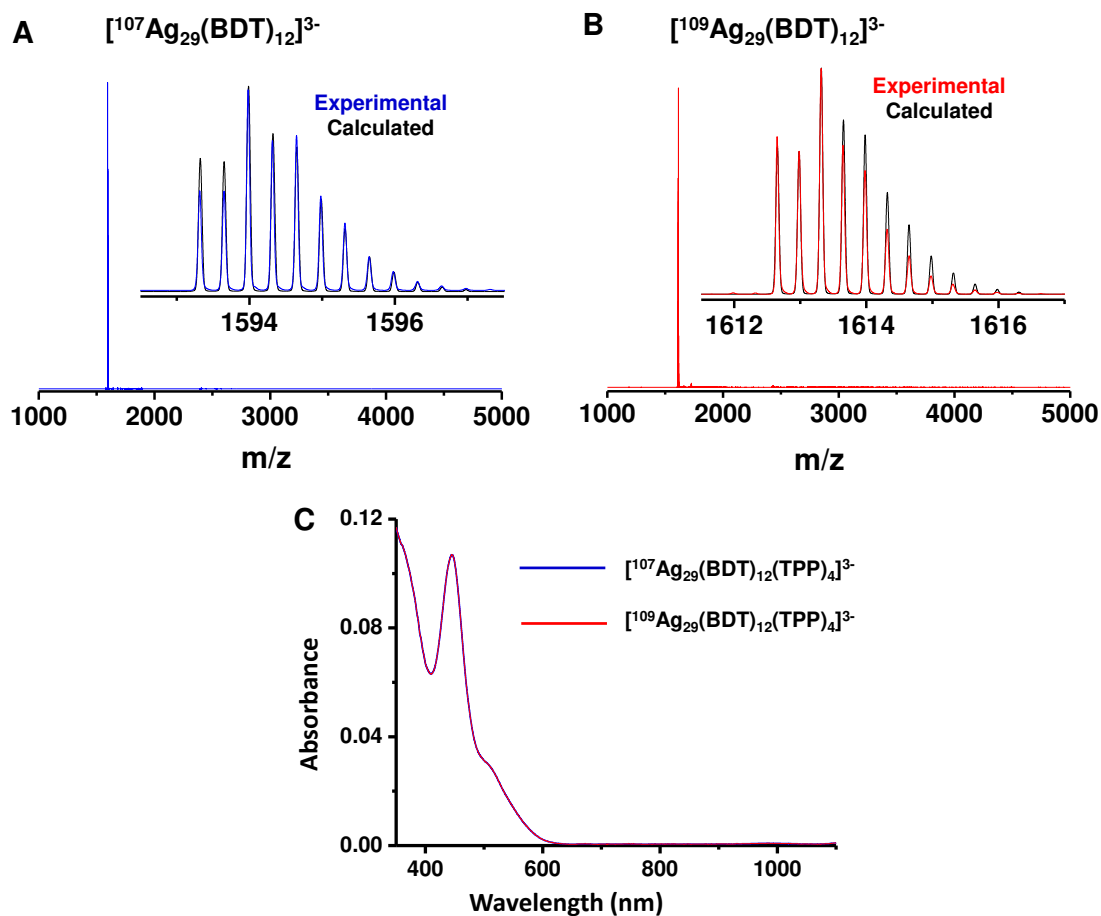 A
[¹⁰⁷Ag₂₉(BDT)₁₂]³⁻
Experimental
Calculated
1594 1596
1000 2000 3000 4000 5000
m/z
B
[¹⁰⁹Ag₂₉(BDT)₁₂]³⁻
Experimental
Calculated
1612 1614 1616
1000 2000 3000 4000 5000
m/z
C
0.12
0.08
0.04
0.00
Absorbance
[¹⁰⁷Ag₂₉(BDT)₁₂(TPP)₄]³⁻
[¹⁰⁹Ag₂₉(BDT)₁₂(TPP)₄]³⁻
400 600 800 1000
Wavelength (nm)